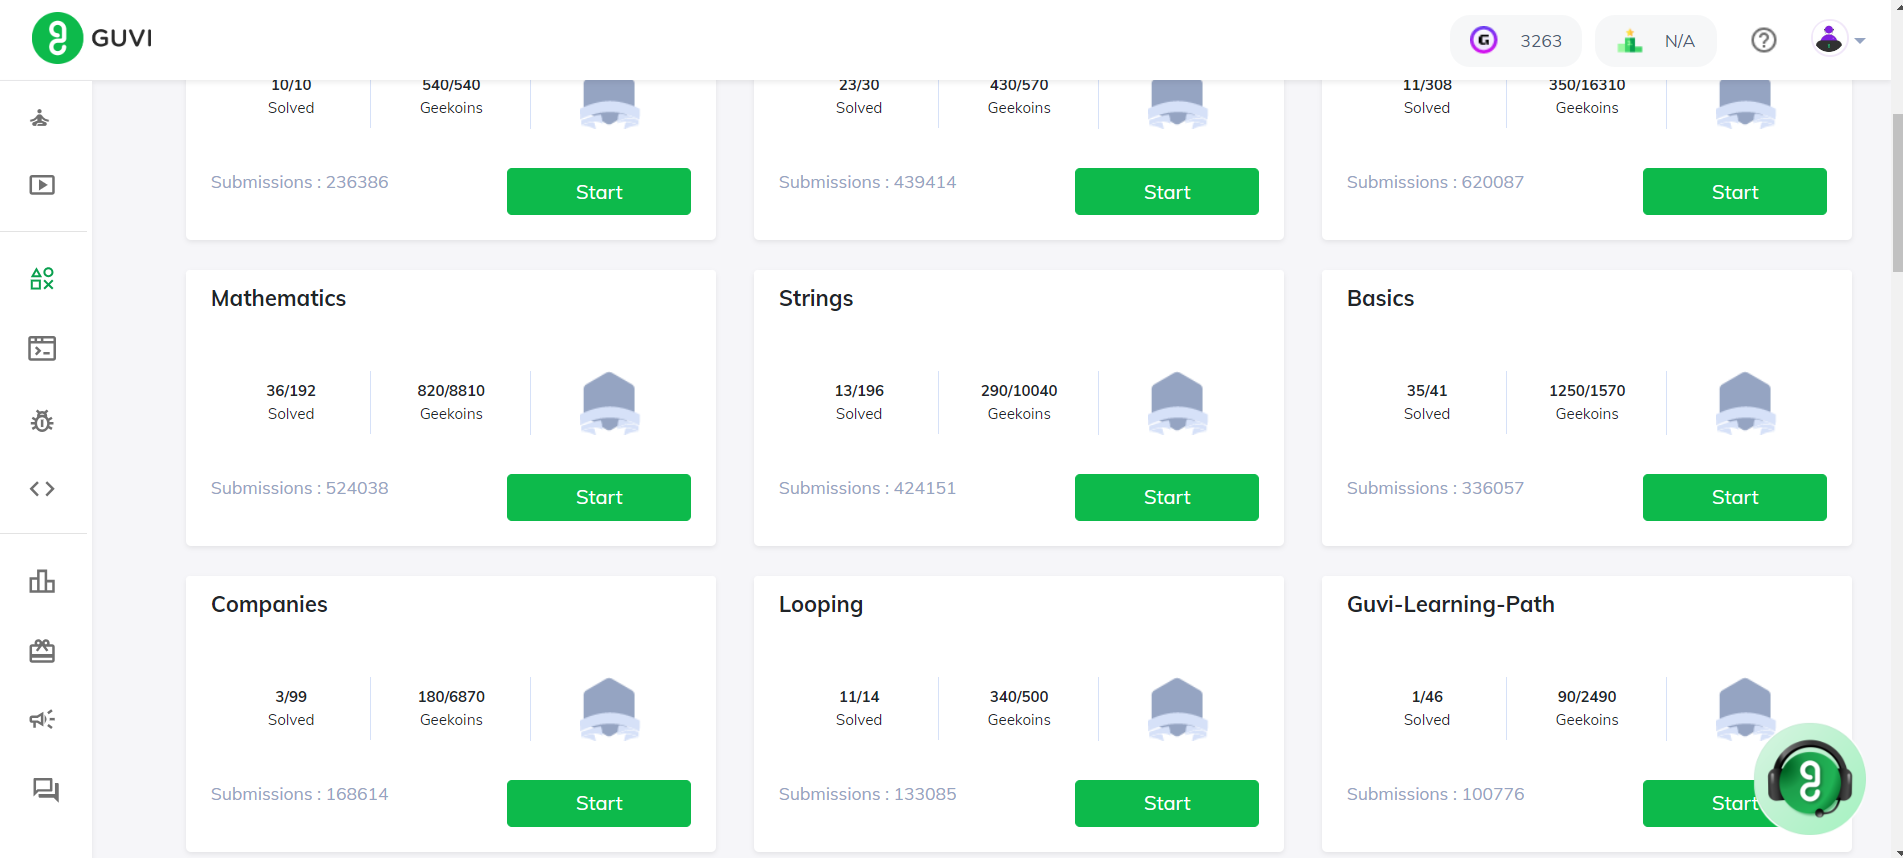 GUVI
3263
N/A
10/10
Solved
540/540
Geekoins
Submissions : 236386
Start
23/30
Solved
430/570
Geekoins
Submissions : 439414
Start
11/308
Solved
350/16310
Geekoins
Submissions : 620087
Start
Mathematics
36/192
Solved
820/8810
Geekoins
Submissions : 524038
Start
Strings
13/196
Solved
290/10040
Geekoins
Submissions : 424151
Start
Basics
35/41
Solved
1250/1570
Geekoins
Submissions : 336057
Start
Companies
3/99
Solved
180/6870
Geekoins
Submissions : 168614
Start
Looping
11/14
Solved
340/500
Geekoins
Submissions : 133085
Start
Guvi-Learning-Path
1/46
Solved
90/2490
Geekoins
Submissions : 100776
Start